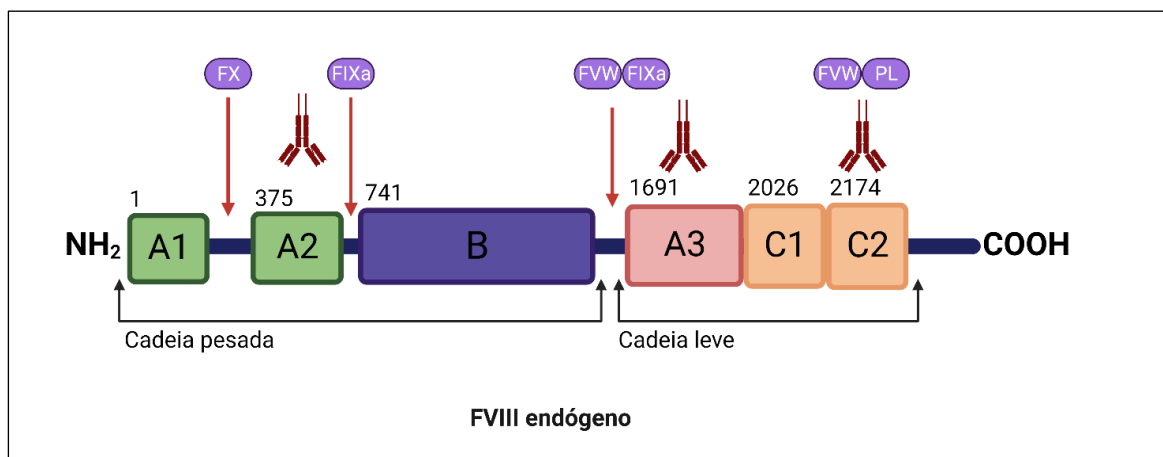 FX
FIXa
FVW FIXa
FVW PL
1
375
741
1691
2026
2174
NH₂
A1
A2
B
A3
C1
C2
COOH
Cadeia pesada
Cadeia leve
FVIII endógeno